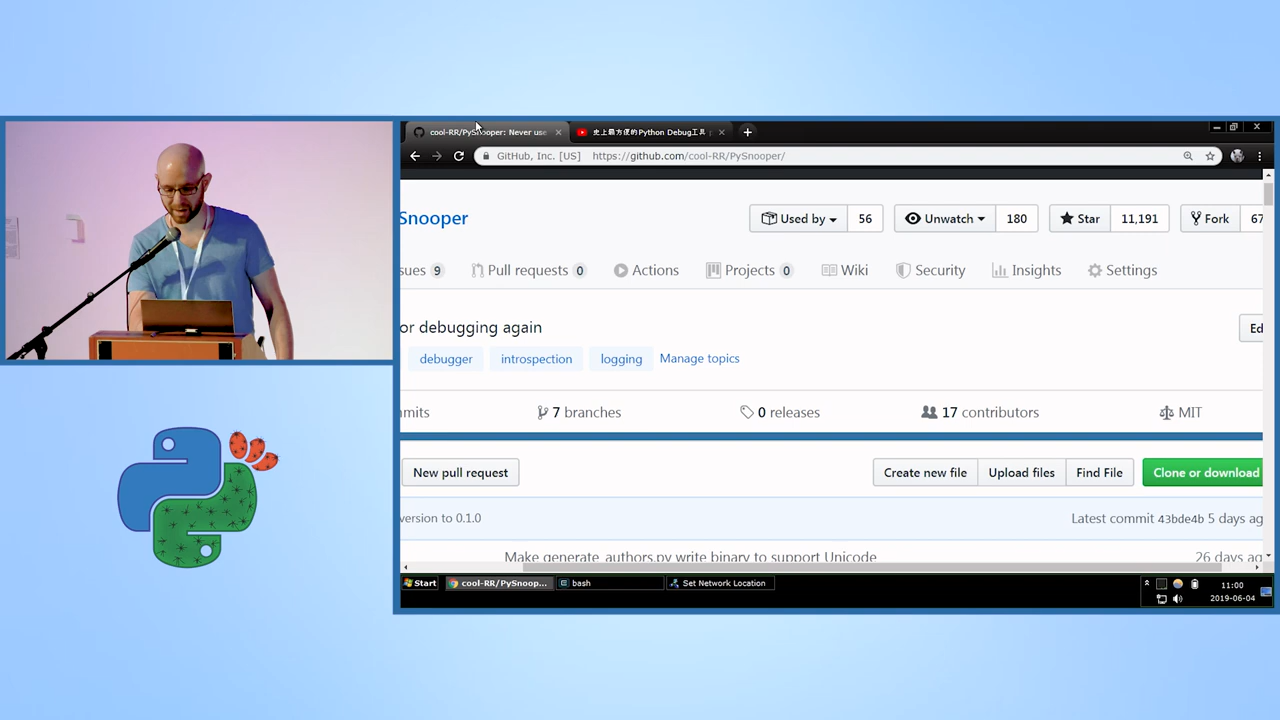 cool-RR/PySnooper: Never use
史上最方便的Python Debug工具
GitHub, Inc. [US] https://github.com/cool-RR/PySnooper/
Snooper
Used by 56
Unwatch 180
Star 11,191
Fork 67
sues 9
Pull requests 0
Actions
Projects 0
Wiki
Security
Insights
Settings
or debugging again
Ed
debugger introspection logging Manage topics
mits
7 branches
0 releases
17 contributors
MIT
New pull request
Create new file
Upload files
Find File
Clone or download
version to 0.1.0
Latest commit 43bde4b 5 days ag
Make generate_authors.py write binary to support Unicode
26 days ag
Start
cool-RR/PySnoop...
bash
Set Network Location
11:00
2019-06-04